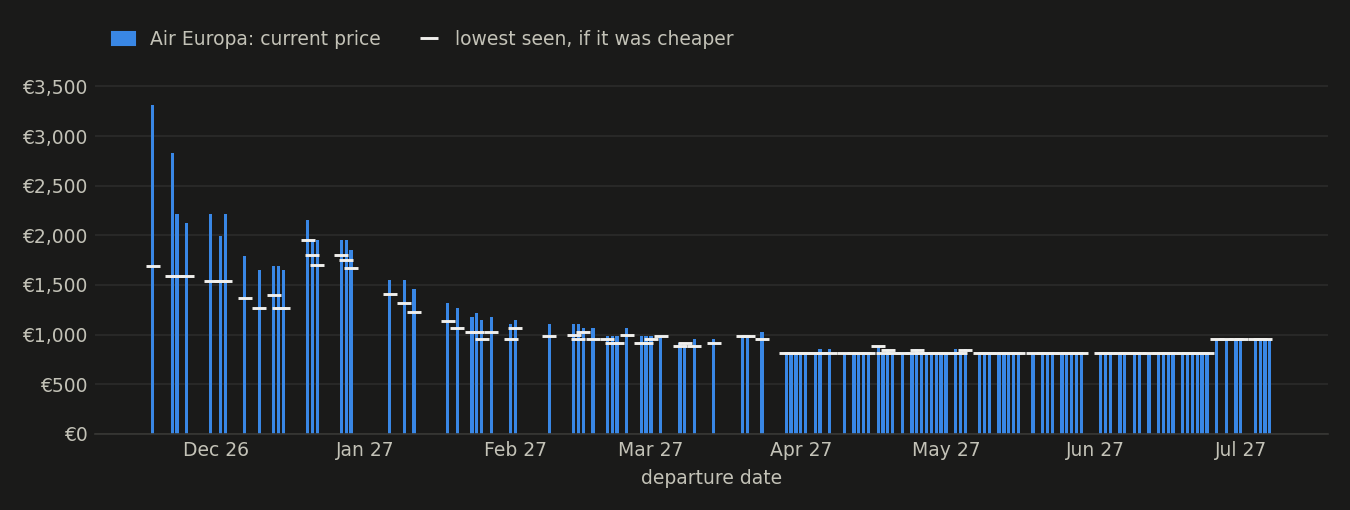 Air Europa: current price
lowest seen, if it was cheaper
€3,500
€3,000
€2,500
€2,000
€1,500
€1,000
€500
€0
Dec 26 Jan 27 Feb 27 Mar 27 Apr 27 May 27 Jun 27 Jul 27
departure date